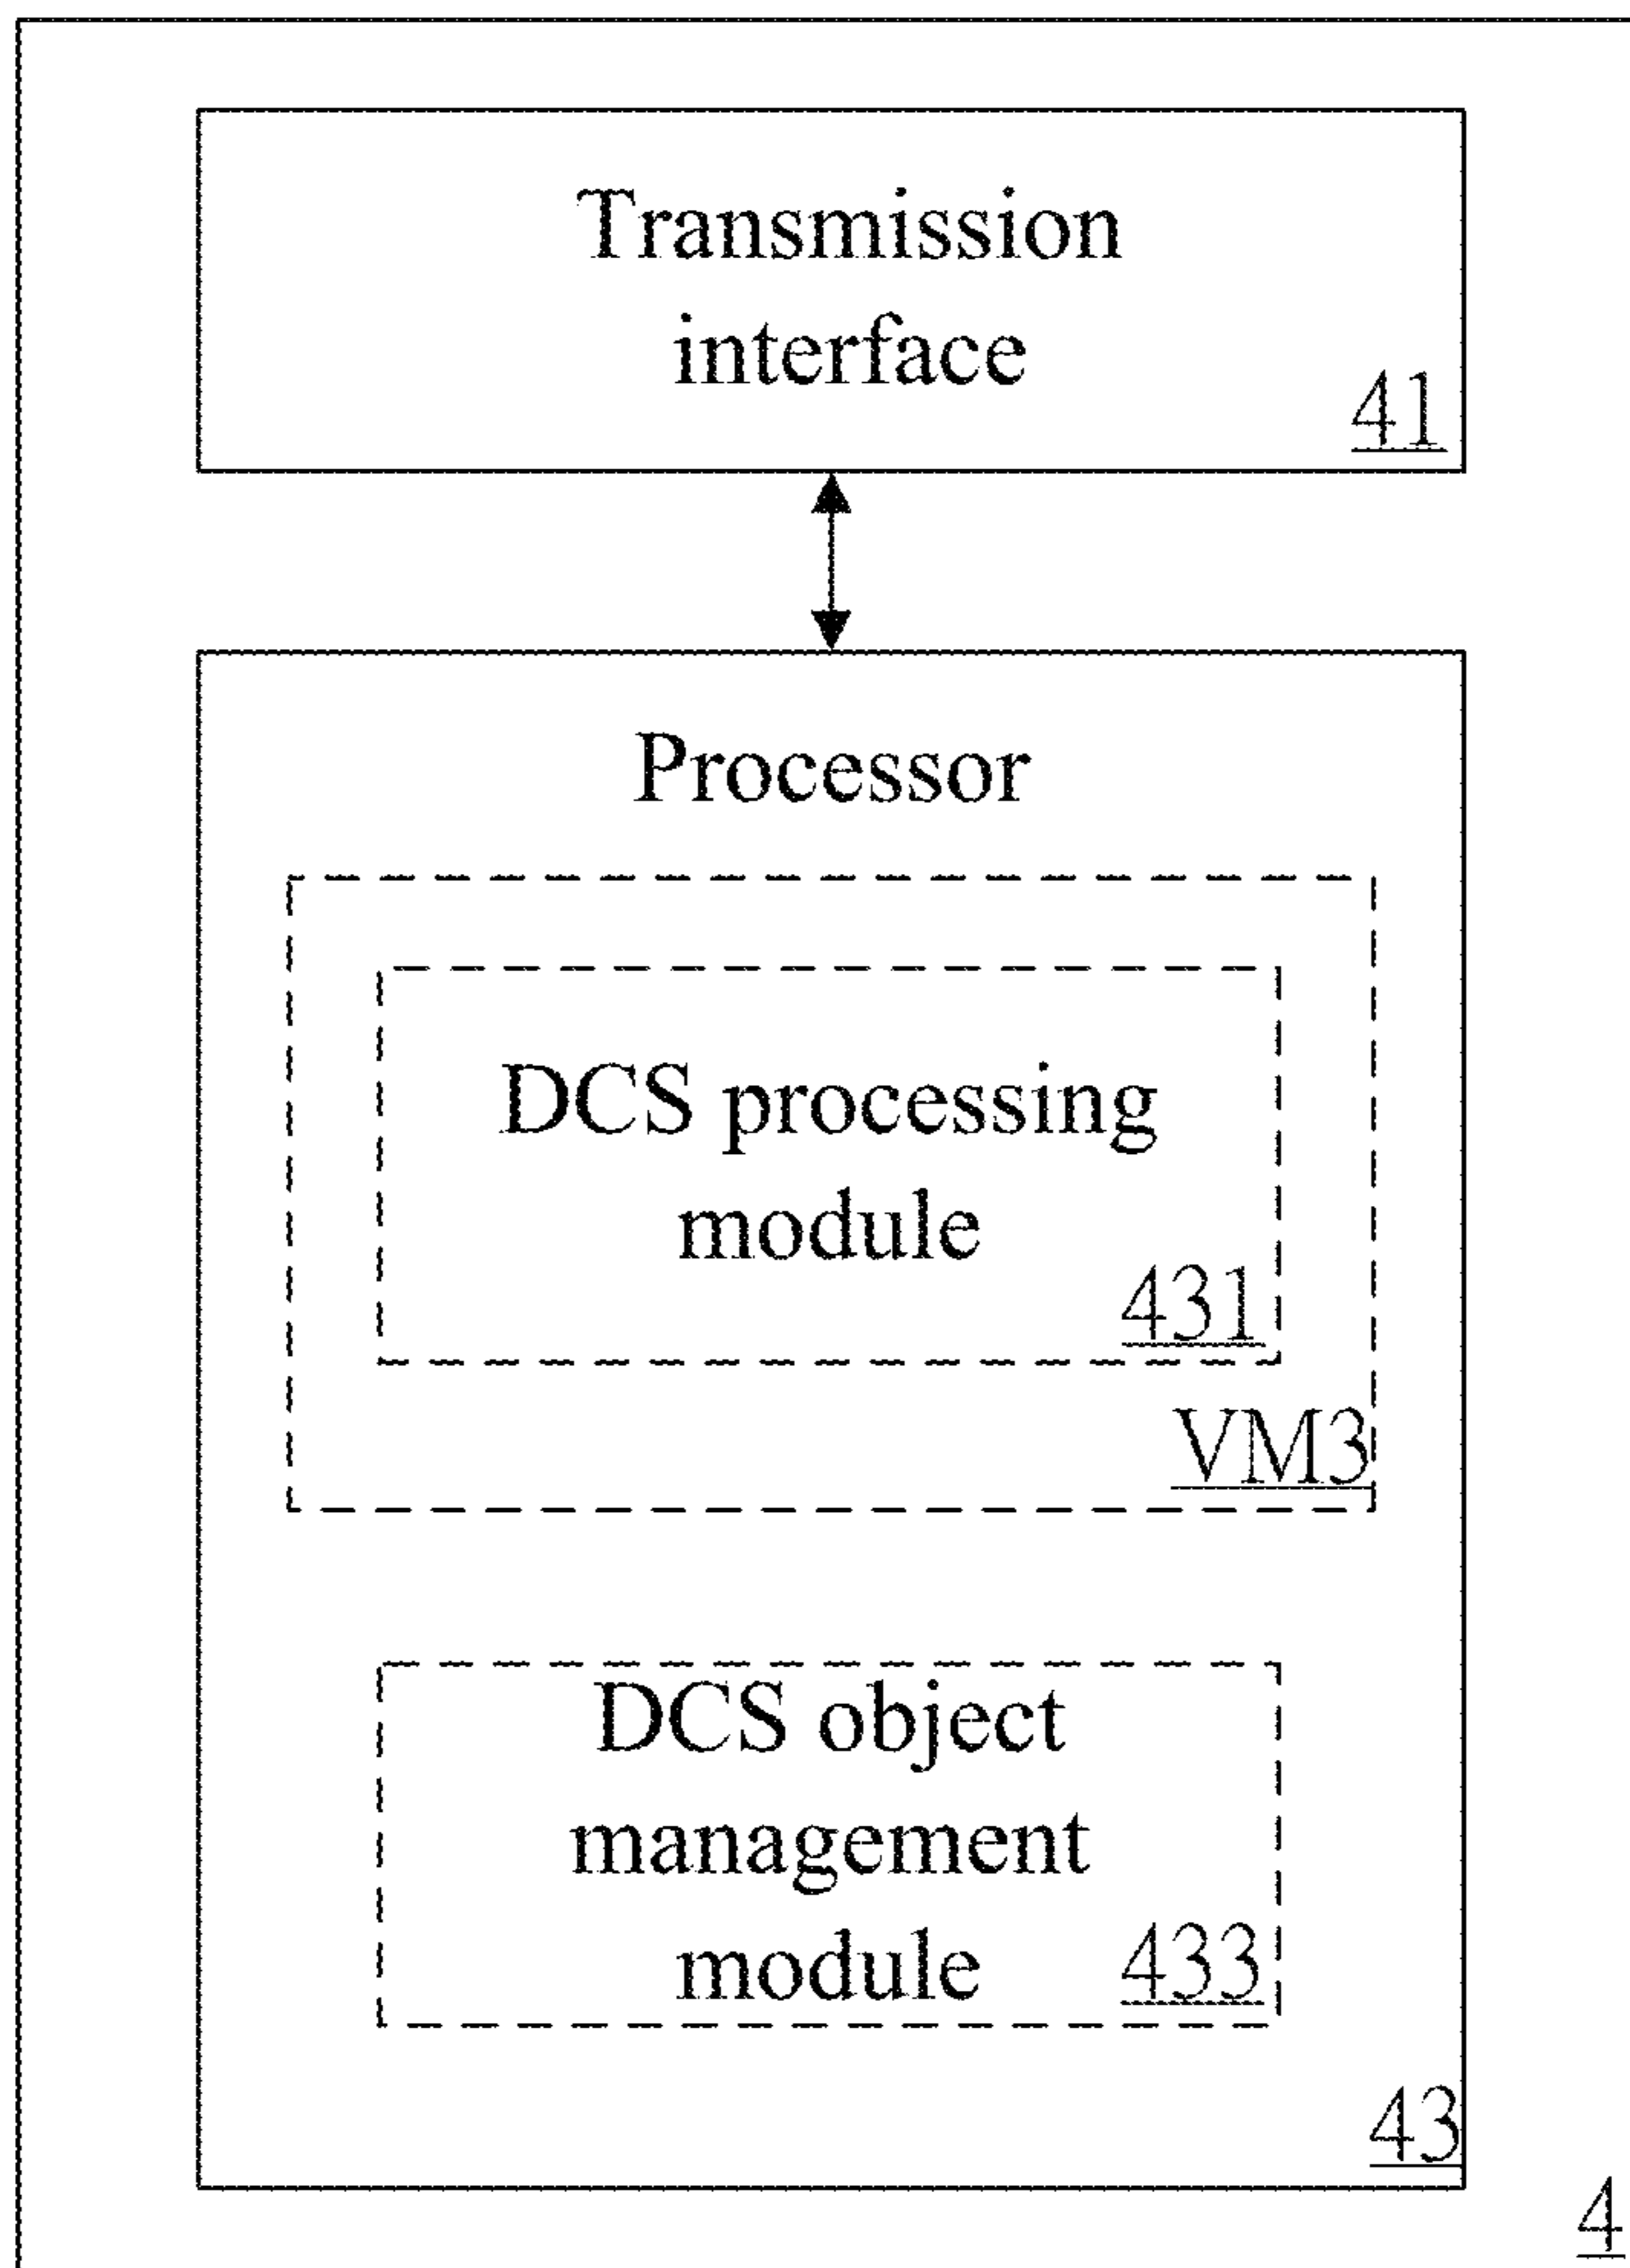 Transmission
interface
41
Processor
DCS processing
module
431
VM3
DCS object
management
module 433
43
4